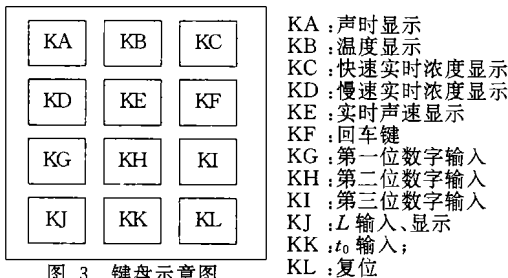 KA KB KC
KD KE KF
KG KH KI
KJ KK KL
图 3 键盘示意图
KA :声时显示
KB :温度显示
KC :快速实时浓度显示
KD :慢速实时浓度显示
KE :实时声速显示
KF :回车键
KG :第一位数字输入
KH :第二位数字输入
KI :第三位数字输入
KJ :L 输入、显示
KK :t₀ 输入；
KL :复位